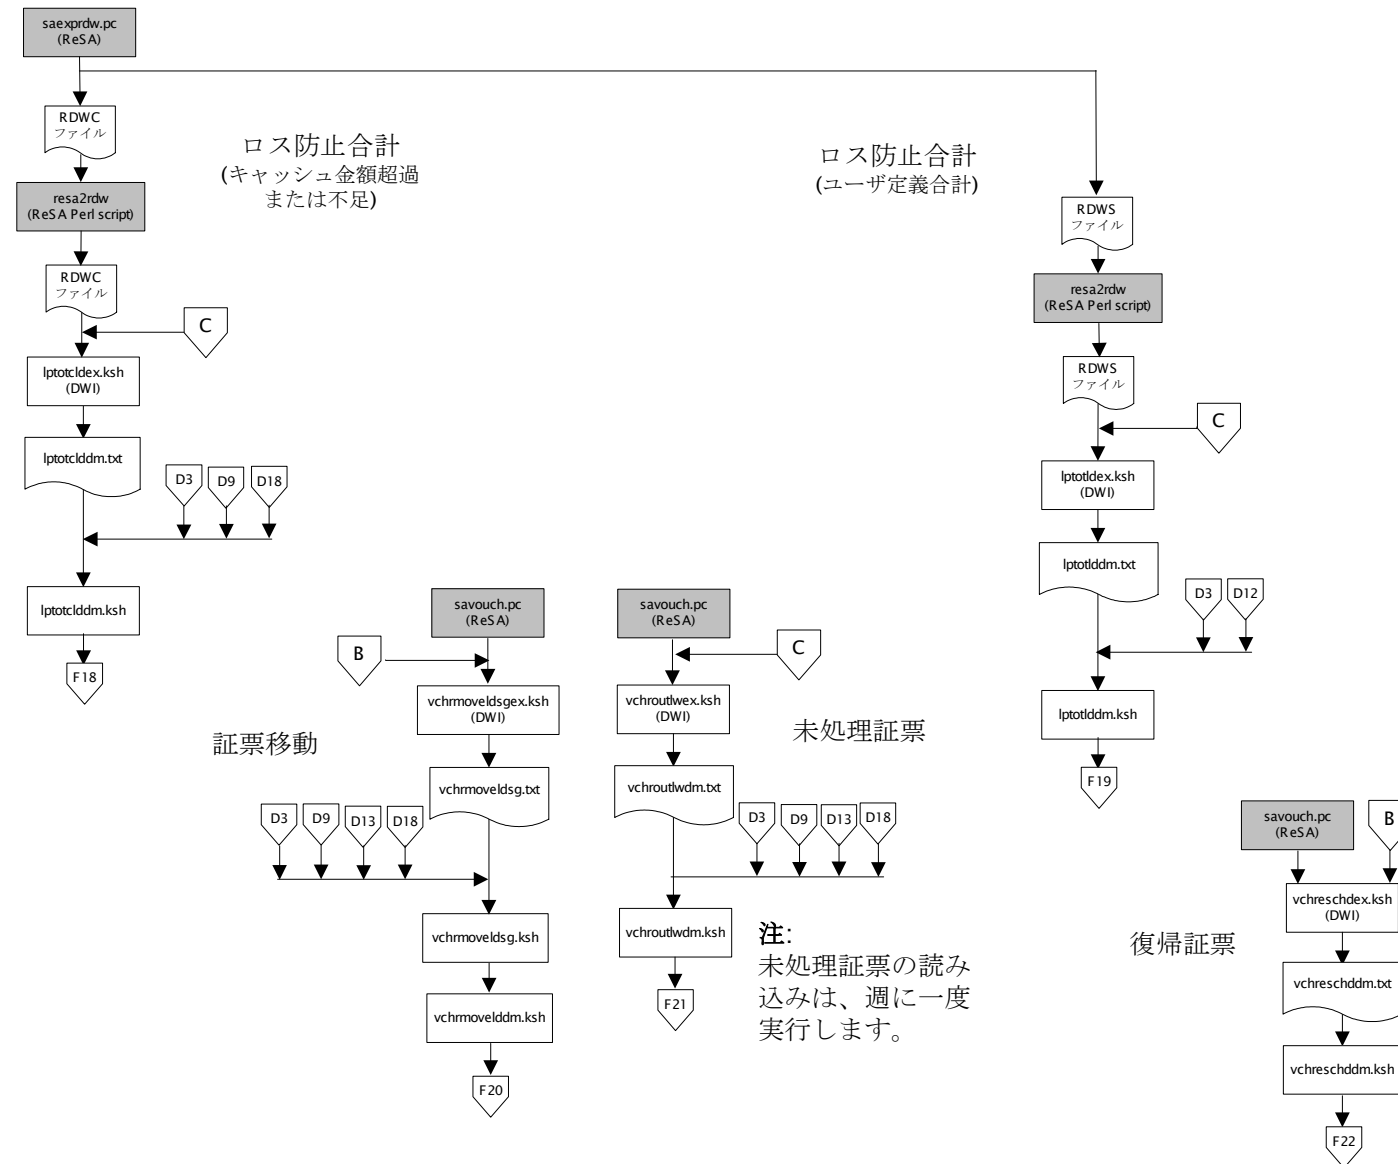 saexprdw.pc
(ReSA)
RDWC
ファイル
resa2rdw
(ReSA Perl script)
RDWC
ファイル
C
lptotcldex.ksh
(DWI)
lptotclddm.txt
D3
D9
D18
lptotclddm.ksh
F18
ロス防止合計
(キャッシュ金額超過
または不足)
ロス防止合計
(ユーザ定義合計)
RDWS
ファイル
resa2rdw
(ReSA Perl script)
RDWS
ファイル
C
lptotldex.ksh
(DWI)
lptotlddm.txt
D3
D12
lptotlddm.ksh
F19
savouch.pc
(ReSA)
B
vchrmoveldsgex.ksh
(DWI)
証票移動
vchrmoveldsg.txt
D3
D9
D13
D18
vchrmoveldsg.ksh
vchrmovelddm.ksh
F20
savouch.pc
(ReSA)
C
vchroutlwex.ksh
(DWI)
未処理証票
vchroutlwdm.txt
D3
D9
D13
D18
vchroutlwdm.ksh
F21
注:
未処理証票の読み
込みは、週に一度
実行します。
savouch.pc
(ReSA)
B
vchreschdex.ksh
(DWI)
復帰証票
vchreschddm.txt
vchreschddm.ksh
F22